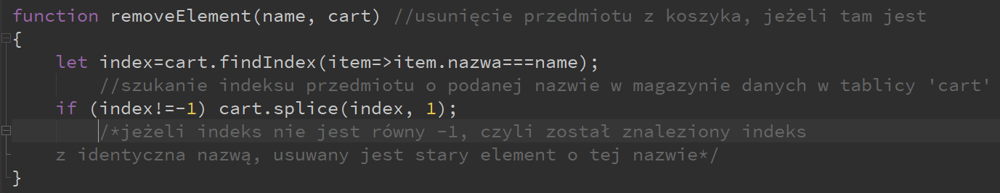 function removeElement(name, cart) //usunięcie przedmiotu z koszyka, jeżeli tam jest
{
let index=cart.findIndex(item=>item.nazwa===name);
//szukanie indeksu przedmiotu o podanej nazwie w magazynie danych w tablicy 'cart'
if (index!=-1) cart.splice(index, 1);
/*jeżeli indeks nie jest równy -1, czyli został znaleziony indeks
z identyczna nazwą, usuwany jest stary element o tej nazwie*/
}